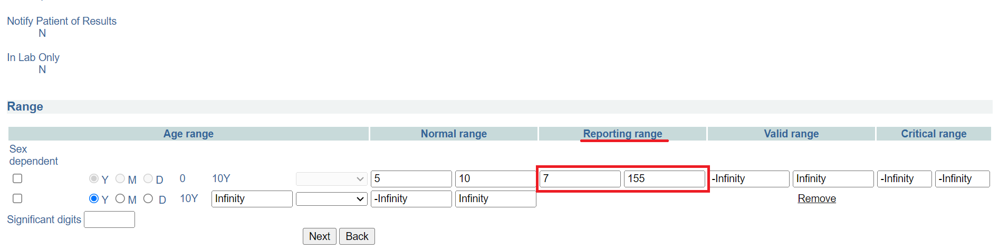 Notify Patient of Results
N
In Lab Only
N
Range
Age range Normal range Reporting range Valid range Critical range
Sex
dependent
Y M D 0 10Y 5 10 7 155 -Infinity Infinity -Infinity -Infinity
Y M D 10Y Infinity -Infinity Infinity Remove
Significant digits
Next Back